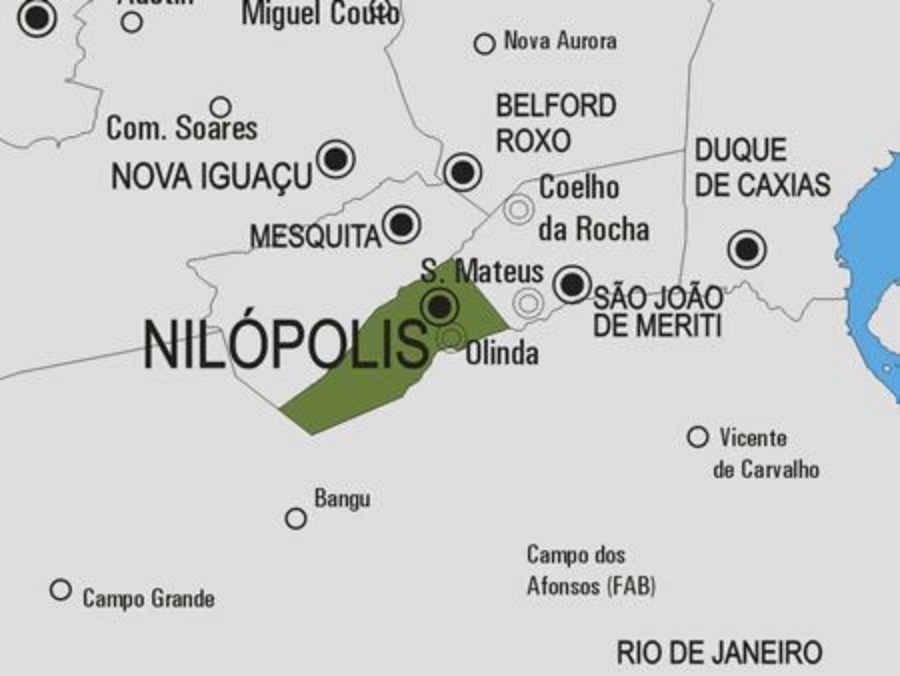 Austin
Miguel Couto
Nova Aurora
BELFORD
ROXO
Com. Soares
NOVA IGUAÇU
DUQUE
DE CAXIAS
Coelho
da Rocha
MESQUITA
S. Mateus
SÃO JOÃO
DE MERITI
NILÓPOLIS
Olinda
Vicente
de Carvalho
Bangu
Campo dos
Afonsos (FAB)
Campo Grande
RIO DE JANEIRO